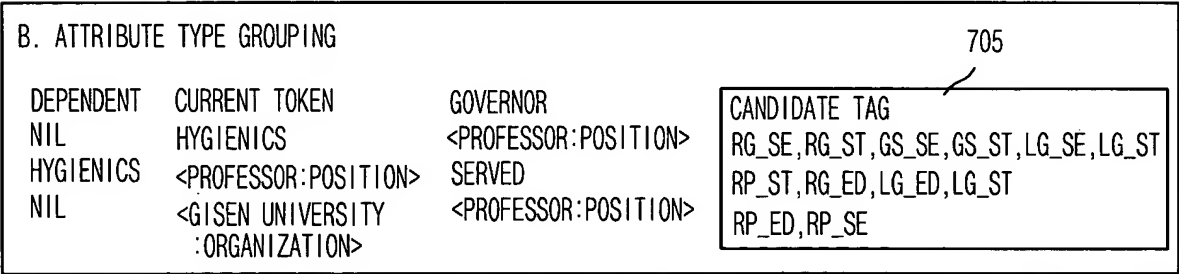 B. ATTRIBUTE TYPE GROUPING
705
DEPENDENT CURRENT TOKEN GOVERNOR CANDIDATE TAG
NIL HYGIENICS <PROFESSOR:POSITION> RG_SE,RG_ST,GS_SE,GS_ST,LG_SE,LG_ST
HYGIENICS <PROFESSOR:POSITION> SERVED RP_ST,RG_ED,LG_ED,LG_ST
NIL <GISEN UNIVERSITY <PROFESSOR:POSITION> RP_ED,RP_SE
:ORGANIZATION>